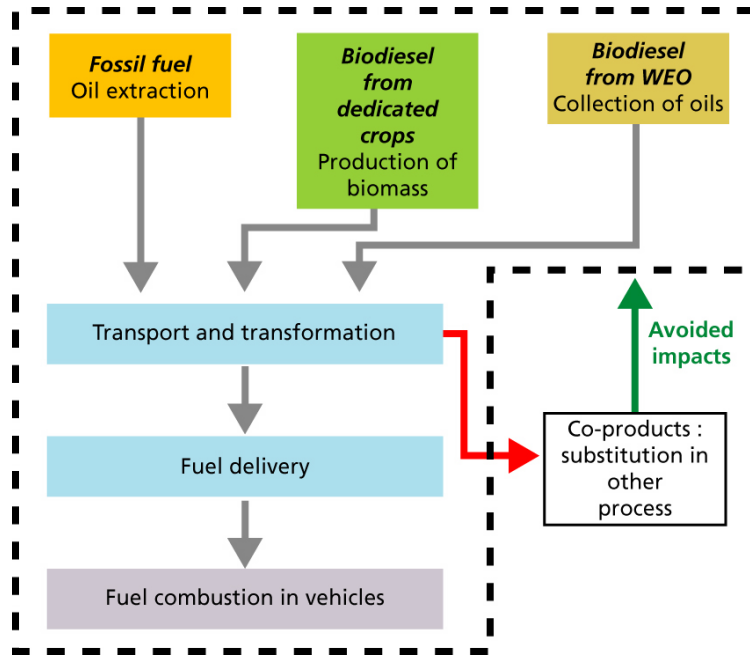 Fossil fuel
Oil extraction
Biodiesel
from
dedicated
crops
Production of
biomass
Biodiesel
from WEO
Collection of oils
Transport and transformation
Avoided
impacts
Fuel delivery
Co-products :
substitution in
other
process
Fuel combustion in vehicles